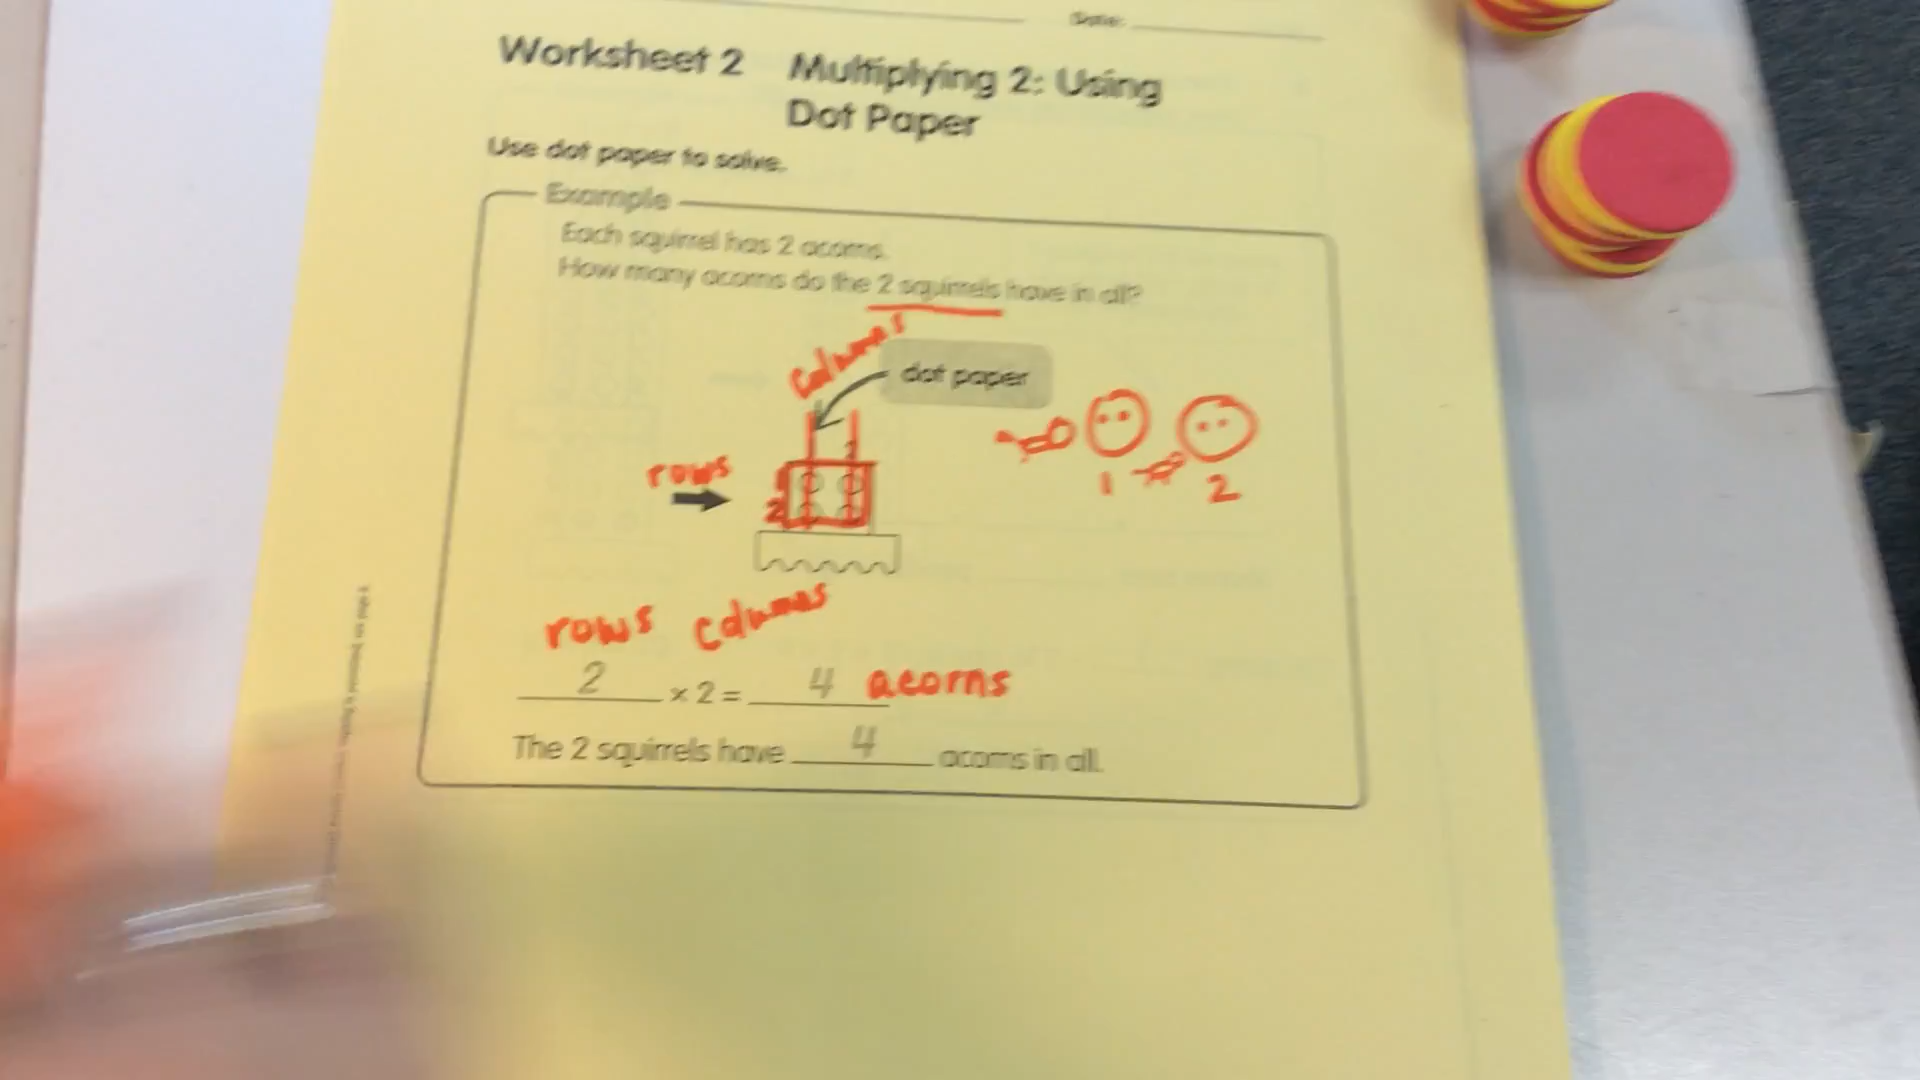 Date:
Worksheet 2 Multiplying 2: Using
Dot Paper
Use dot paper to solve.
Example
Each squirrel has 2 acorns.
How many acorns do the 2 squirrels have in all?
columns
dot paper
rows
2
1 2
rows columns
2 × 2 = 4 acorns
The 2 squirrels have 4 acorns in all.